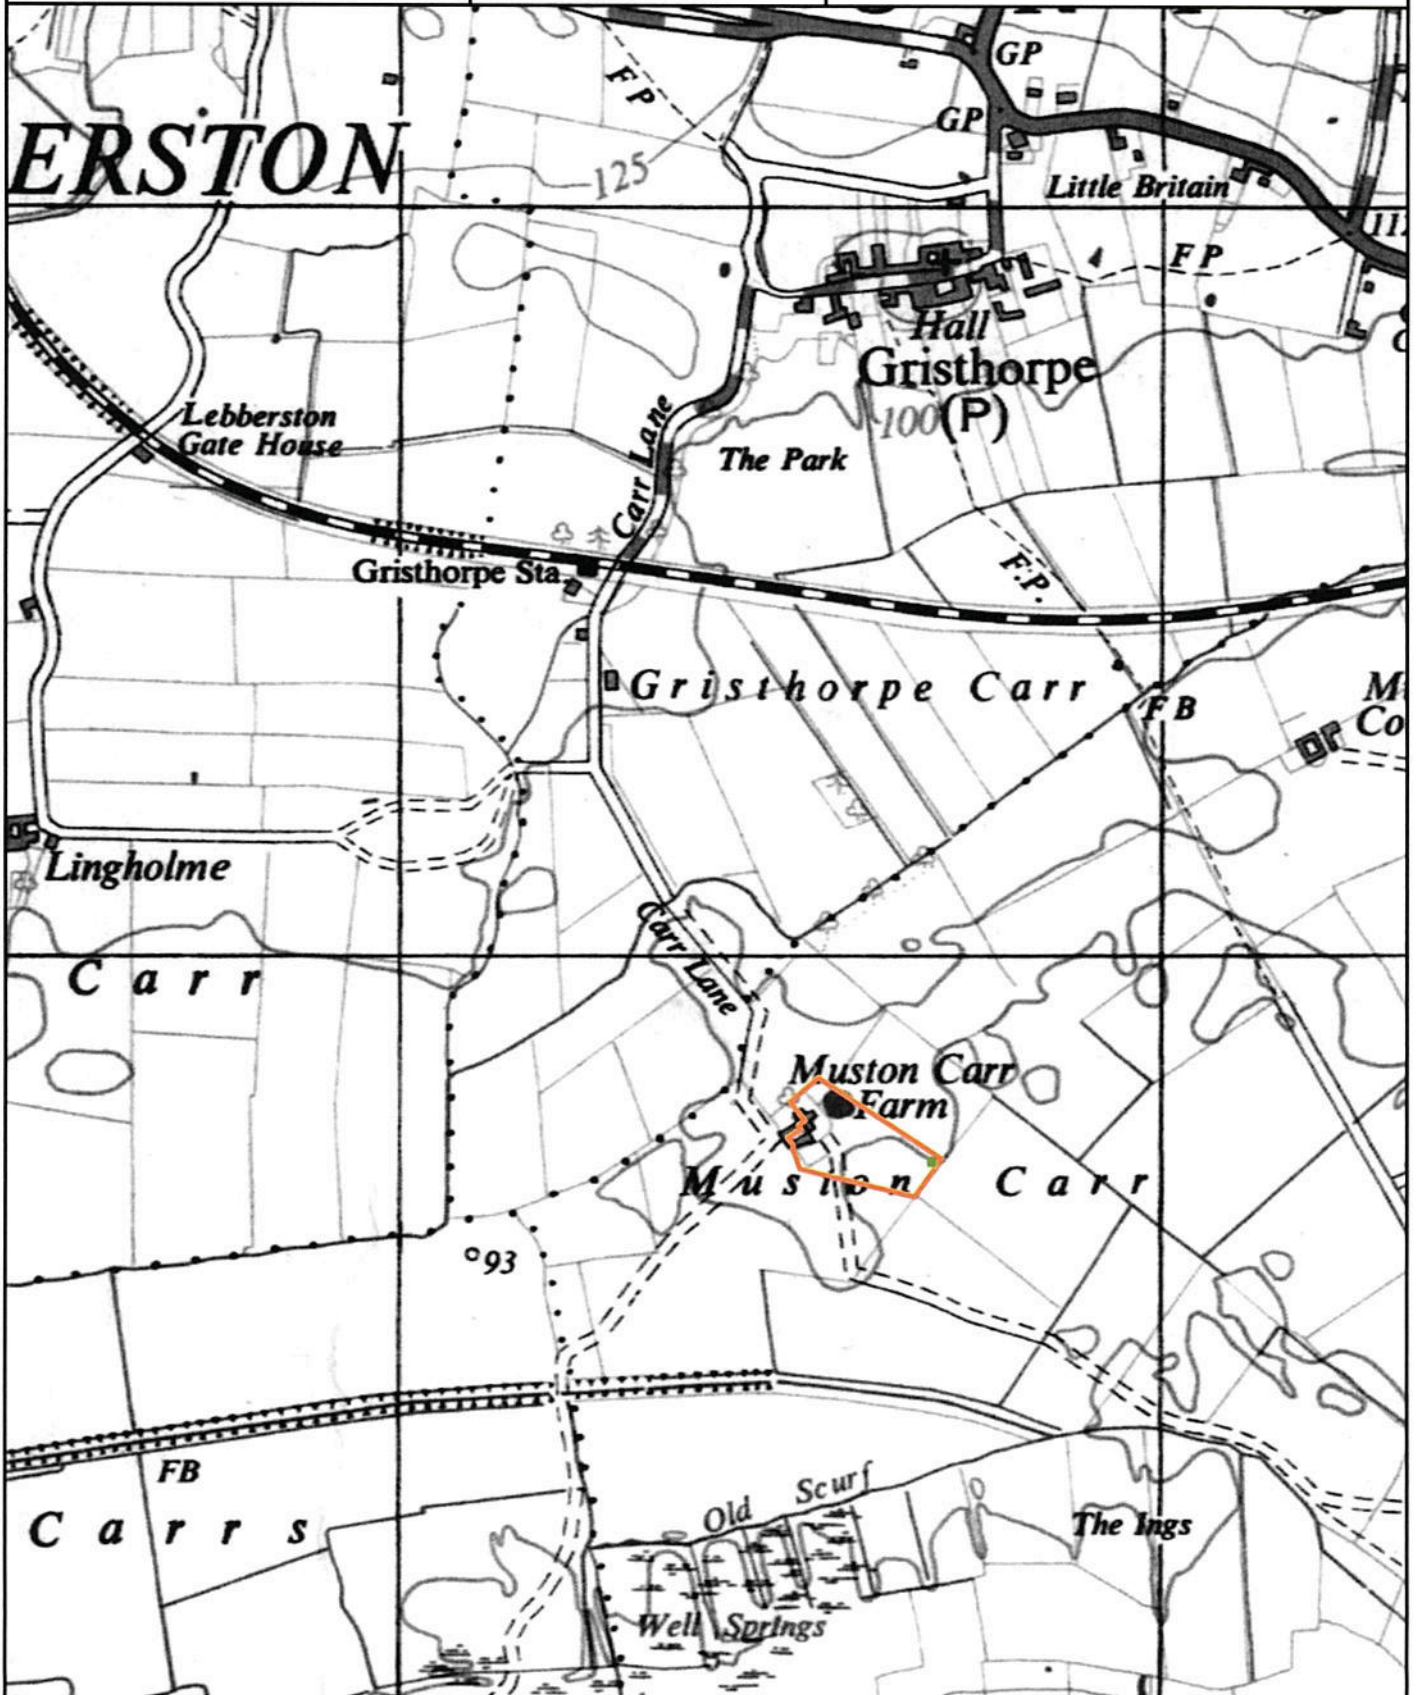 GP
F P
GP
ERSTON
125
Little Britain
F P
Hall
Gristhorpe
(P)
100
Lebberston
Gate House
Carr Lane
The Park
Gristhorpe Sta.
F.P.
Gristhorpe Carr
FB
Lingholme
Carr Lane
Carr
Muston Carr
Farm
Muston Carr
93
FB
Old Scurf
Carrs
The Ings
Well Springs